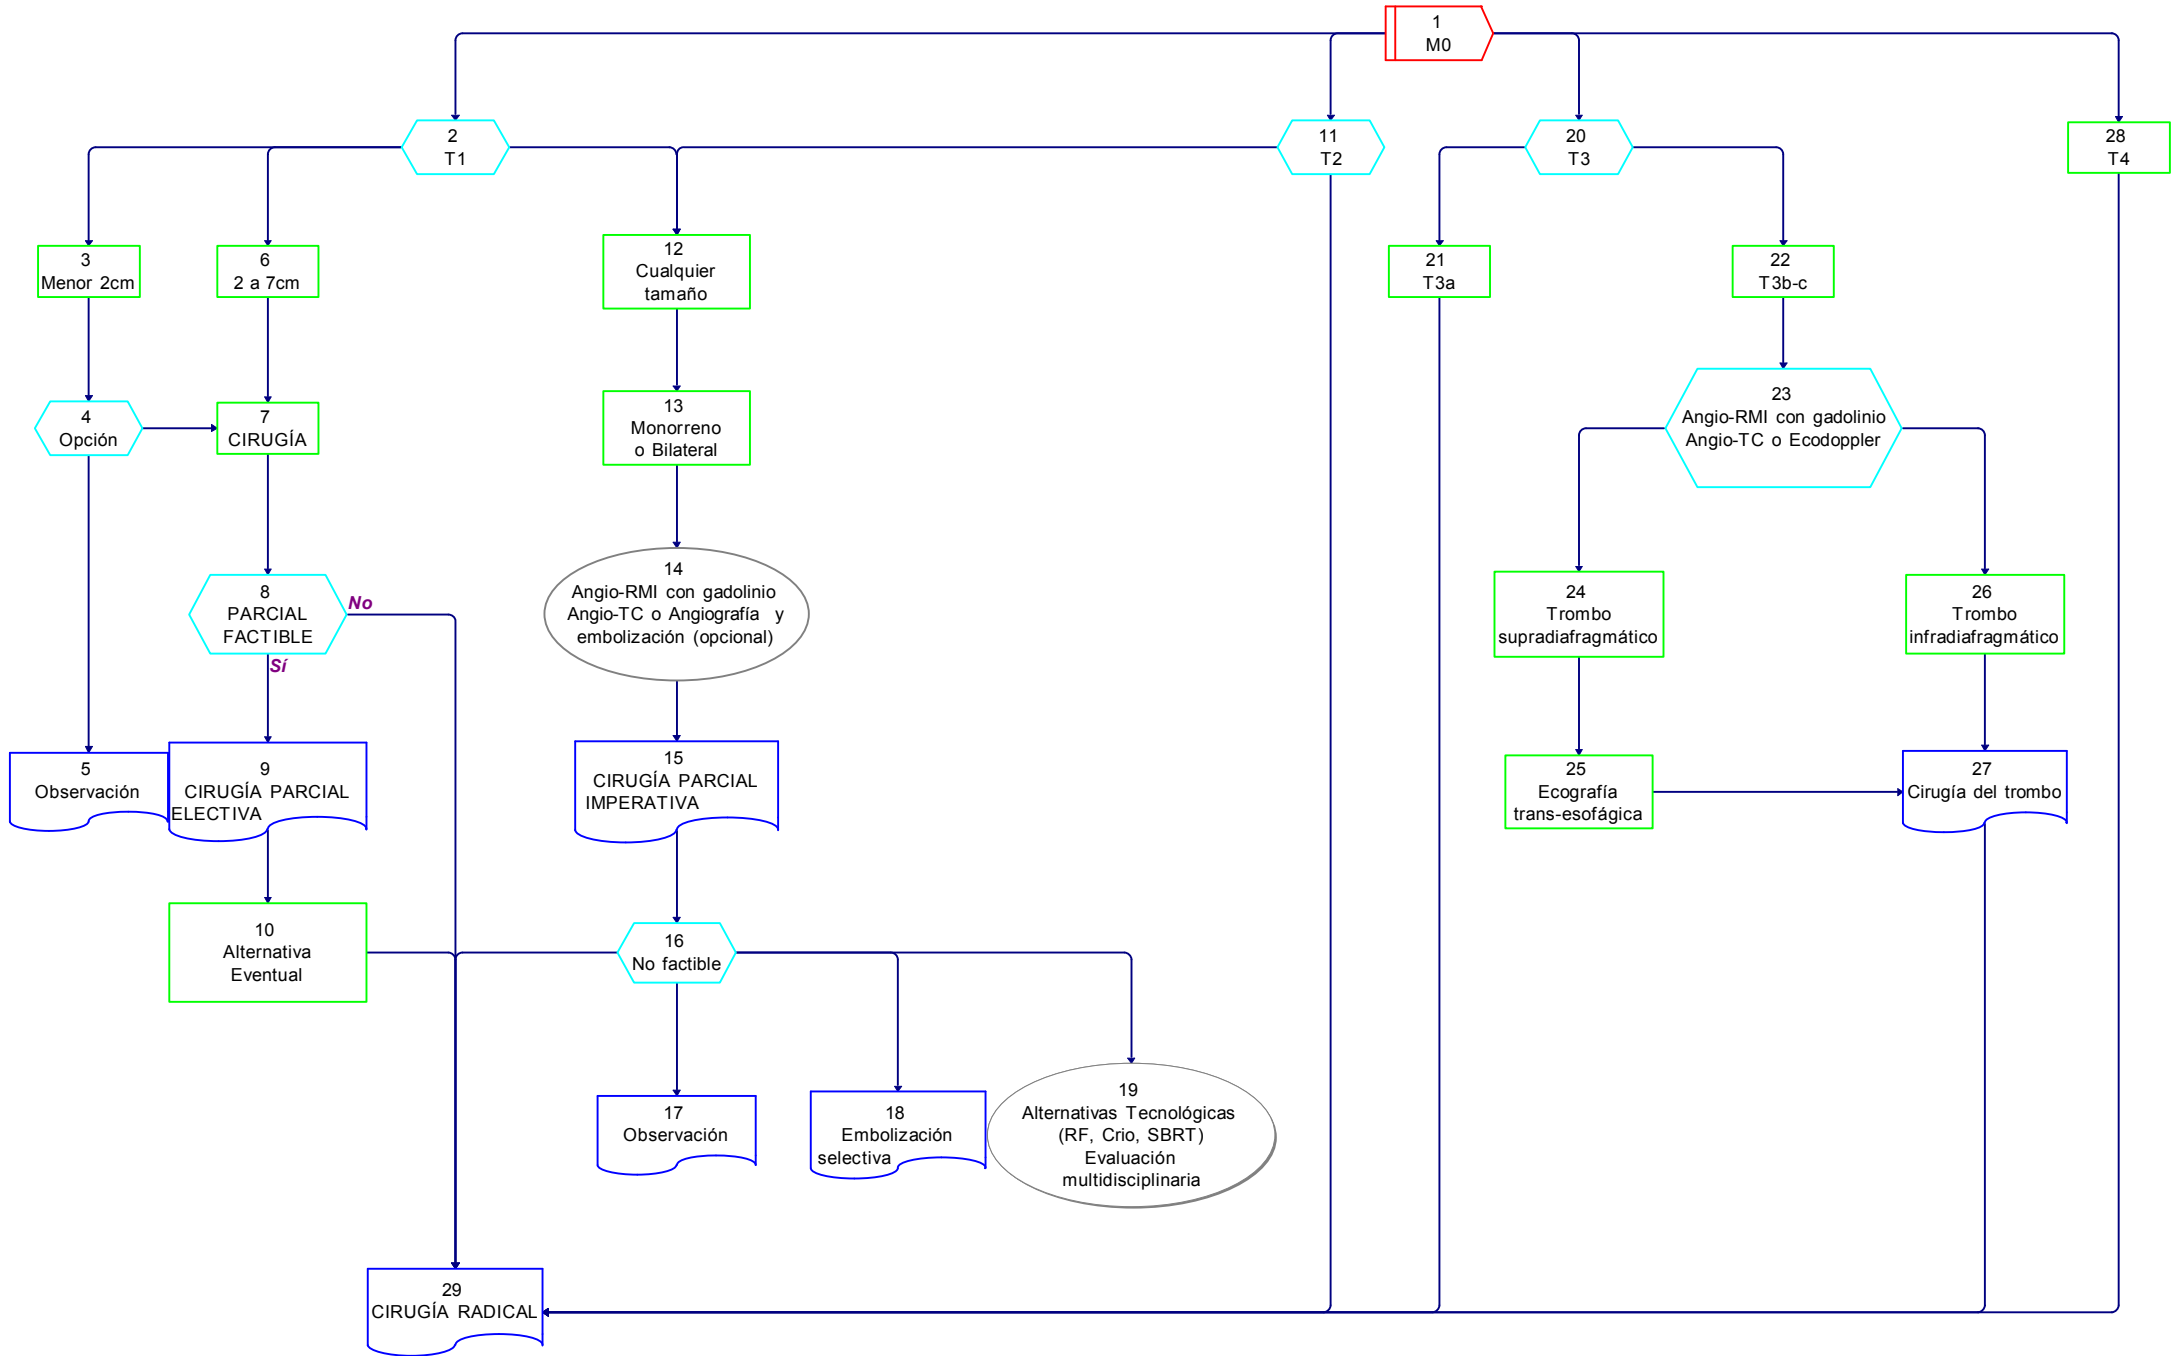 1
M0
2
T1
11
T2
20
T3
28
T4
3
Menor 2cm
6
2 a 7cm
12
Cualquier
tamaño
21
T3a
22
T3b-c
4
Opción
7
CIRUGÍA
13
Monorreno
o Bilateral
23
Angio-RMI con gadolinio
Angio-TC o Ecodoppler
8
PARCIAL
FACTIBLE
No
Sí
14
Angio-RMI con gadolinio
Angio-TC o Angiografía y
embolización (opcional)
24
Trombo
supradiafragmático
26
Trombo
infradiafragmático
5
Observación
9
CIRUGÍA PARCIAL
ELECTIVA
15
CIRUGÍA PARCIAL
IMPERATIVA
25
Ecografía
trans-esofágica
27
Cirugía del trombo
10
Alternativa
Eventual
16
No factible
17
Observación
18
Embolización
selectiva
19
Alternativas Tecnológicas
(RF, Crio, SBRT)
Evaluación
multidisciplinaria
29
CIRUGÍA RADICAL